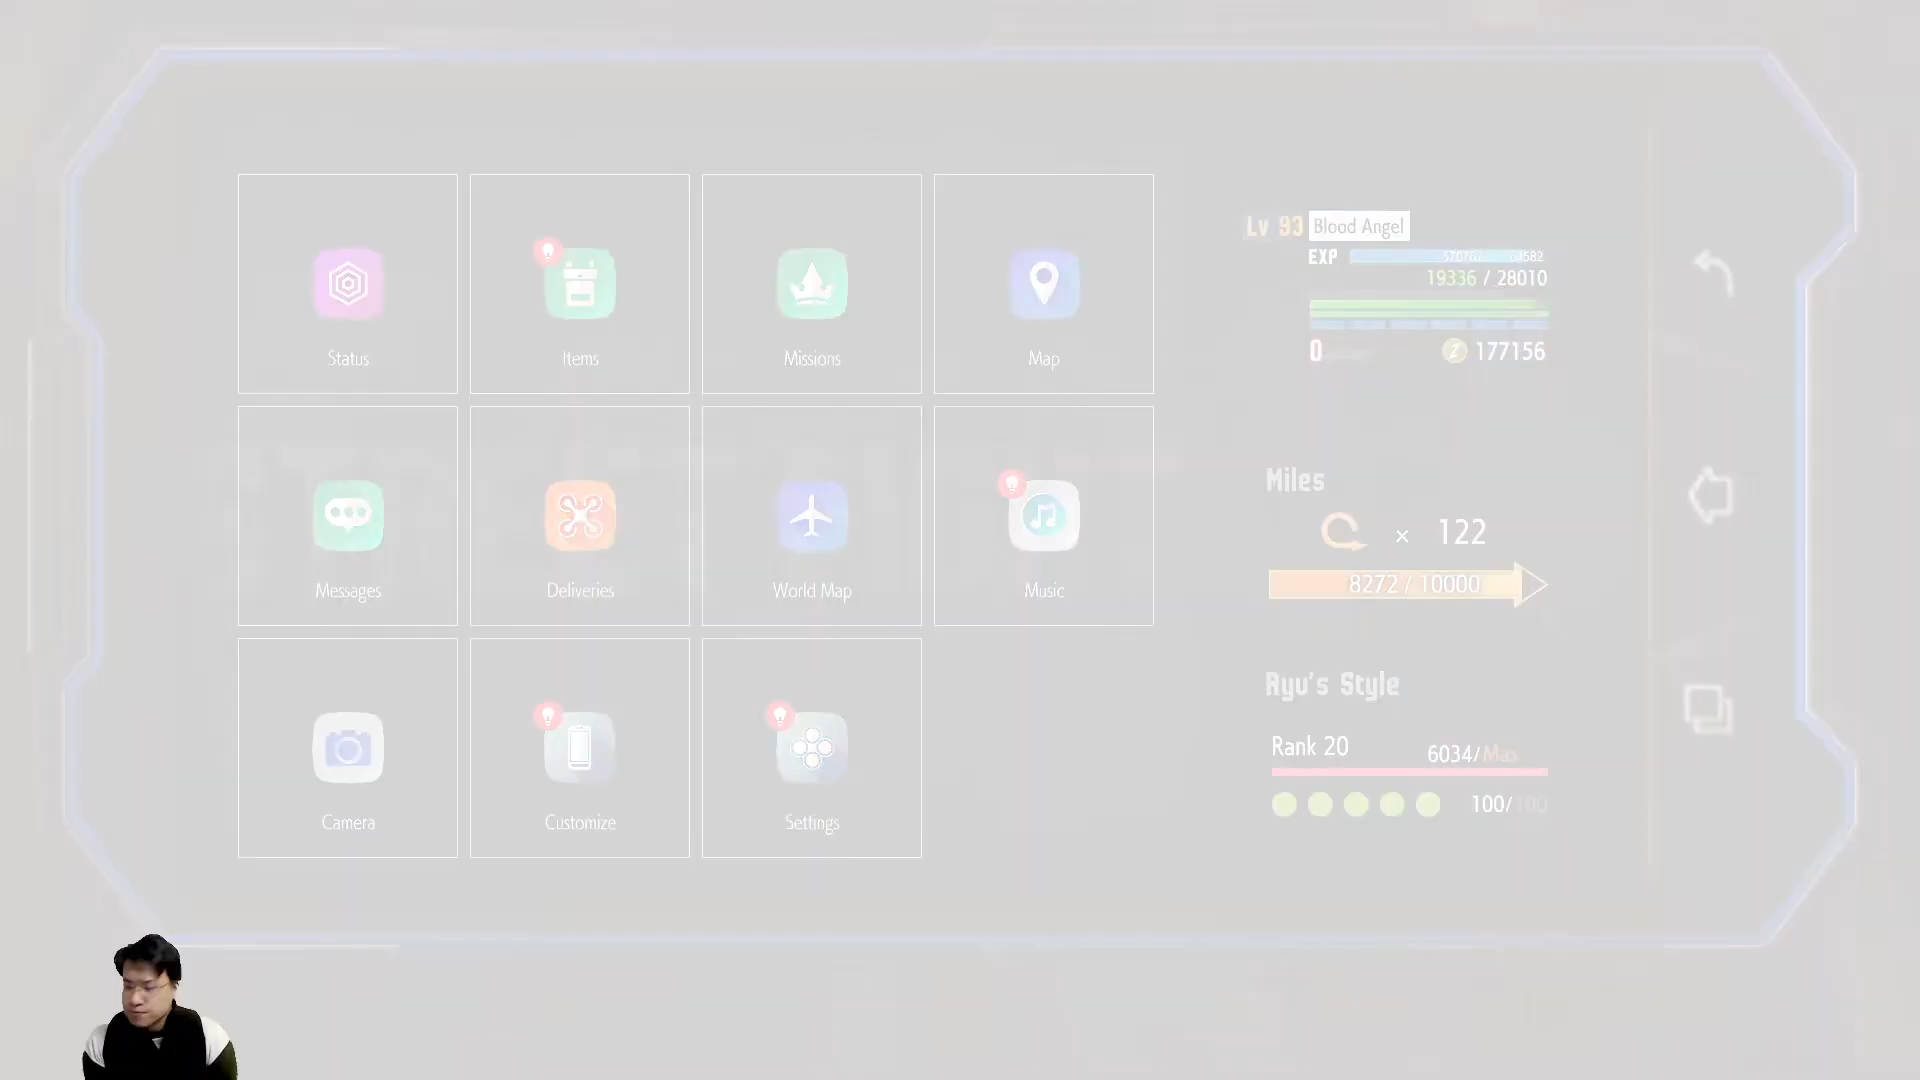 Status
Items
Missions
Map
Messages
Deliveries
World Map
Music
Camera
Customize
Settings
Lv 93 Blood Angel
EXP
19336 / 28010
0
Z 177156
Miles
× 122
8272 / 10000
Ryu's Style
Rank 20
6034/Max
100/100